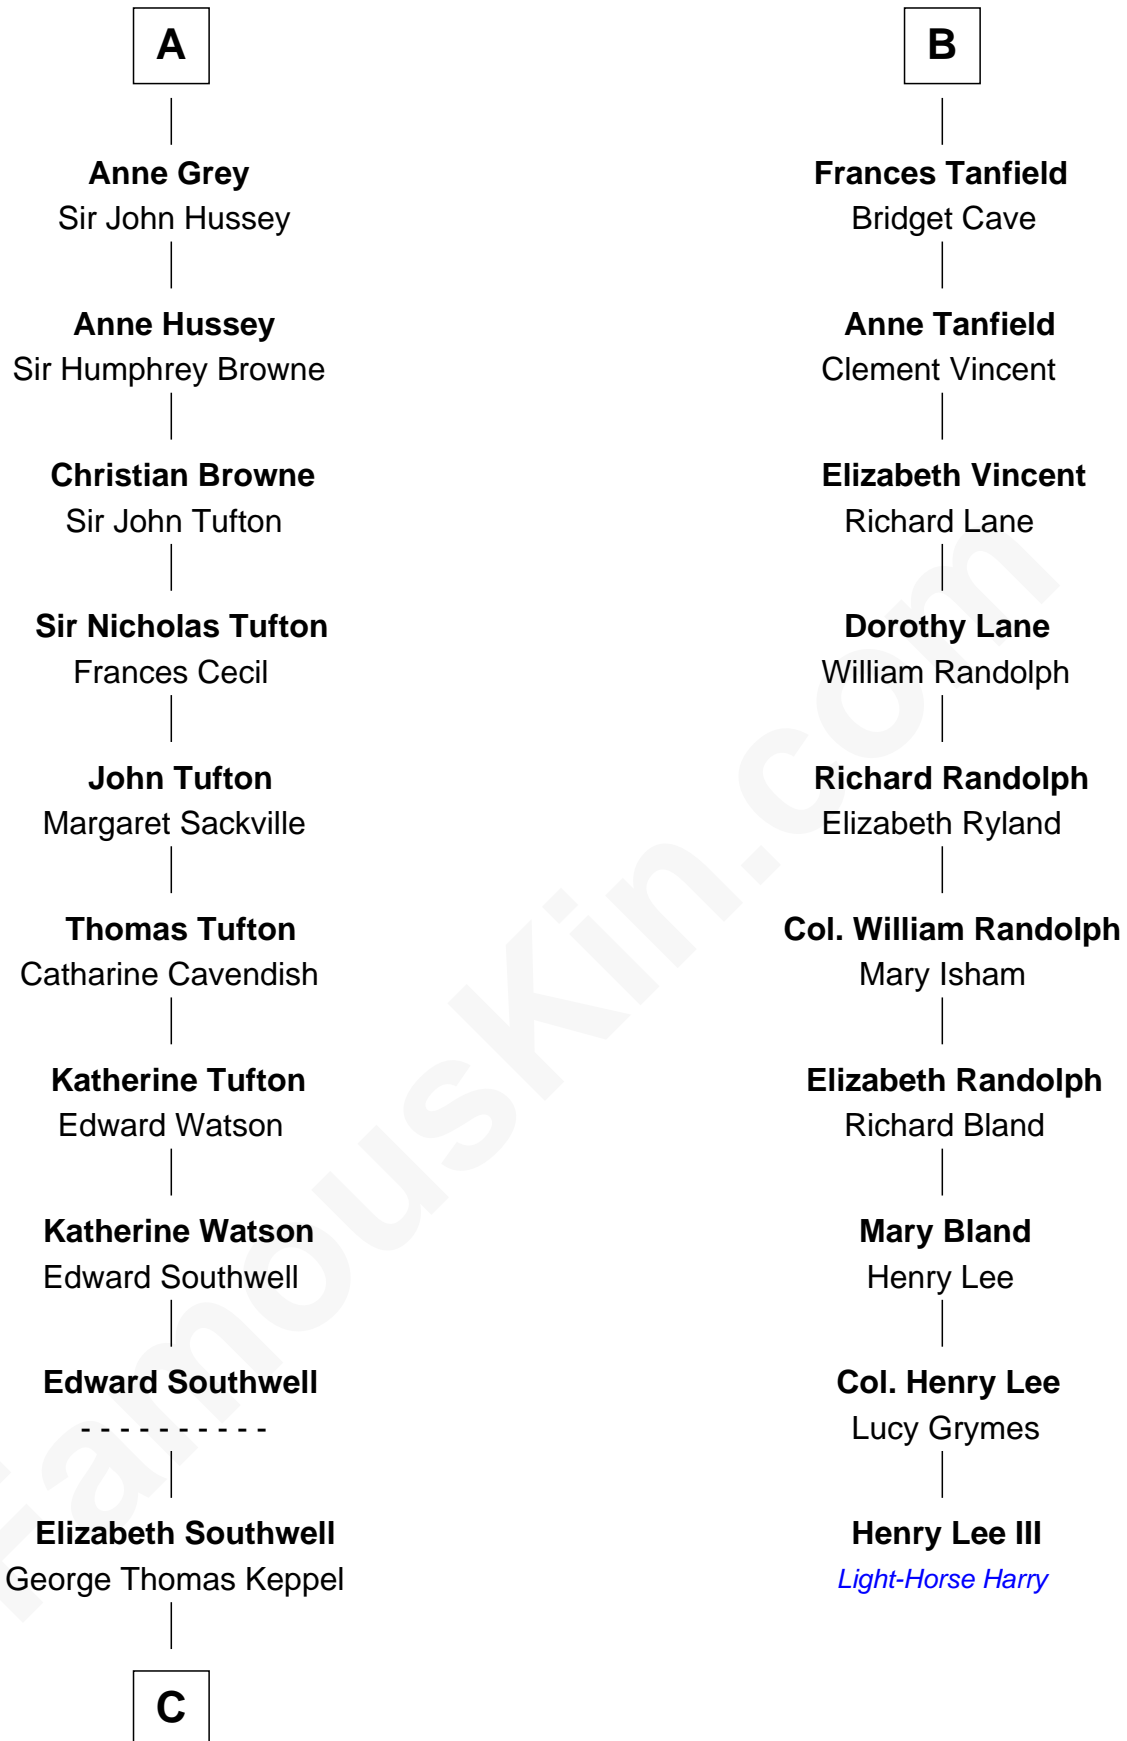 A
Anne Grey
Sir John Hussey
Anne Hussey
Sir Humphrey Browne
Christian Browne
Sir John Tufton
Sir Nicholas Tufton
Frances Cecil
John Tufton
Margaret Sackville
Thomas Tufton
Catharine Cavendish
Katherine Tufton
Edward Watson
Katherine Watson
Edward Southwell
Edward Southwell
- - - - - - - - - -
Elizabeth Southwell
George Thomas Keppel
C
B
Frances Tanfield
Bridget Cave
Anne Tanfield
Clement Vincent
Elizabeth Vincent
Richard Lane
Dorothy Lane
William Randolph
Richard Randolph
Elizabeth Ryland
Col. William Randolph
Mary Isham
Elizabeth Randolph
Richard Bland
Mary Bland
Henry Lee
Col. Henry Lee
Lucy Grymes
Henry Lee III
Light-Horse Harry
FamousKin.com